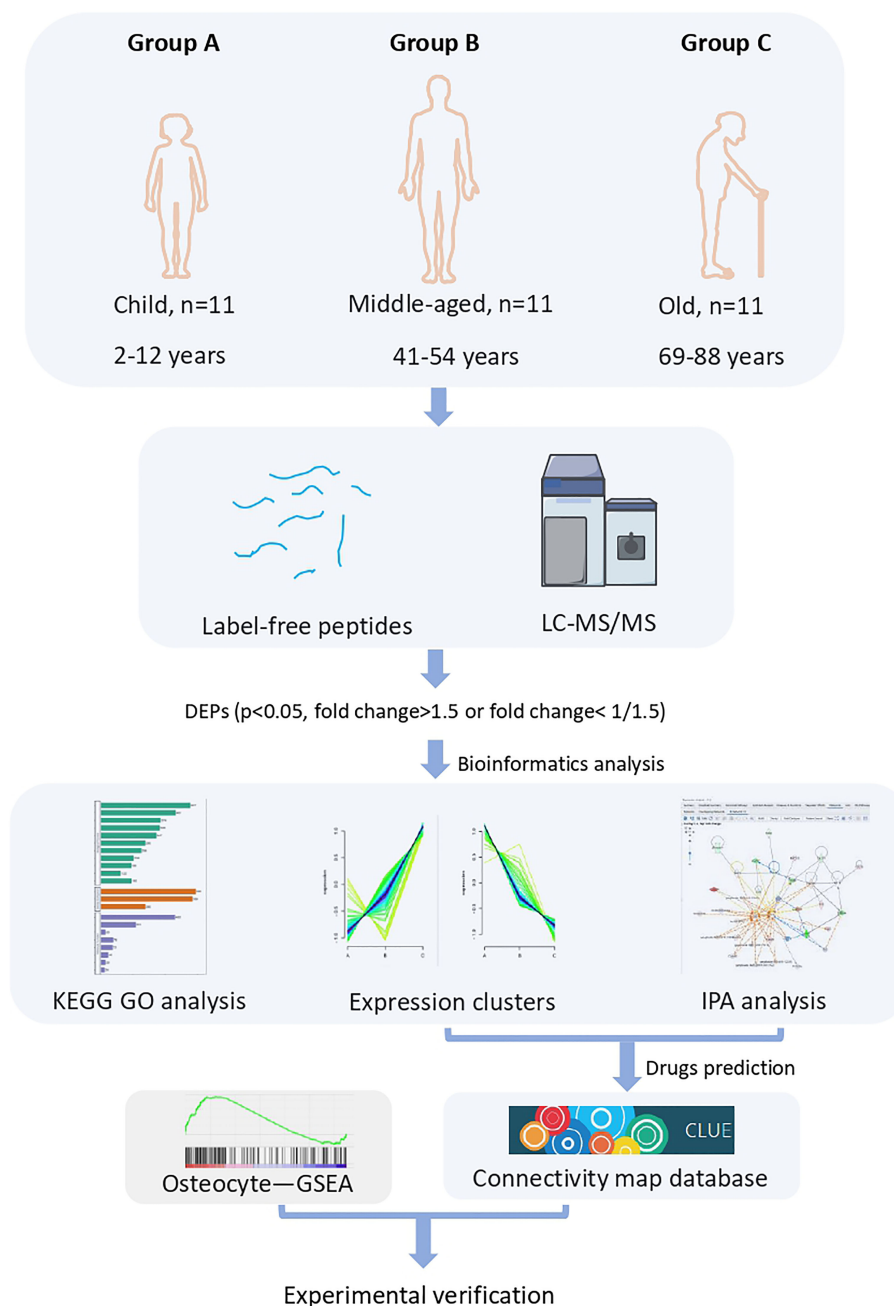 Group A
Group B
Group C
Child, n=11
Middle-aged, n=11
Old, n=11
2-12 years
41-54 years
69-88 years
Label-free peptides
LC-MS/MS
DEPs (p<0.05, fold change>1.5 or fold change< 1/1.5)
Bioinformatics analysis
KEGG GO analysis
Expression clusters
IPA analysis
Drugs prediction
CLUE
Osteocyte—GSEA
Connectivity map database
Experimental verification